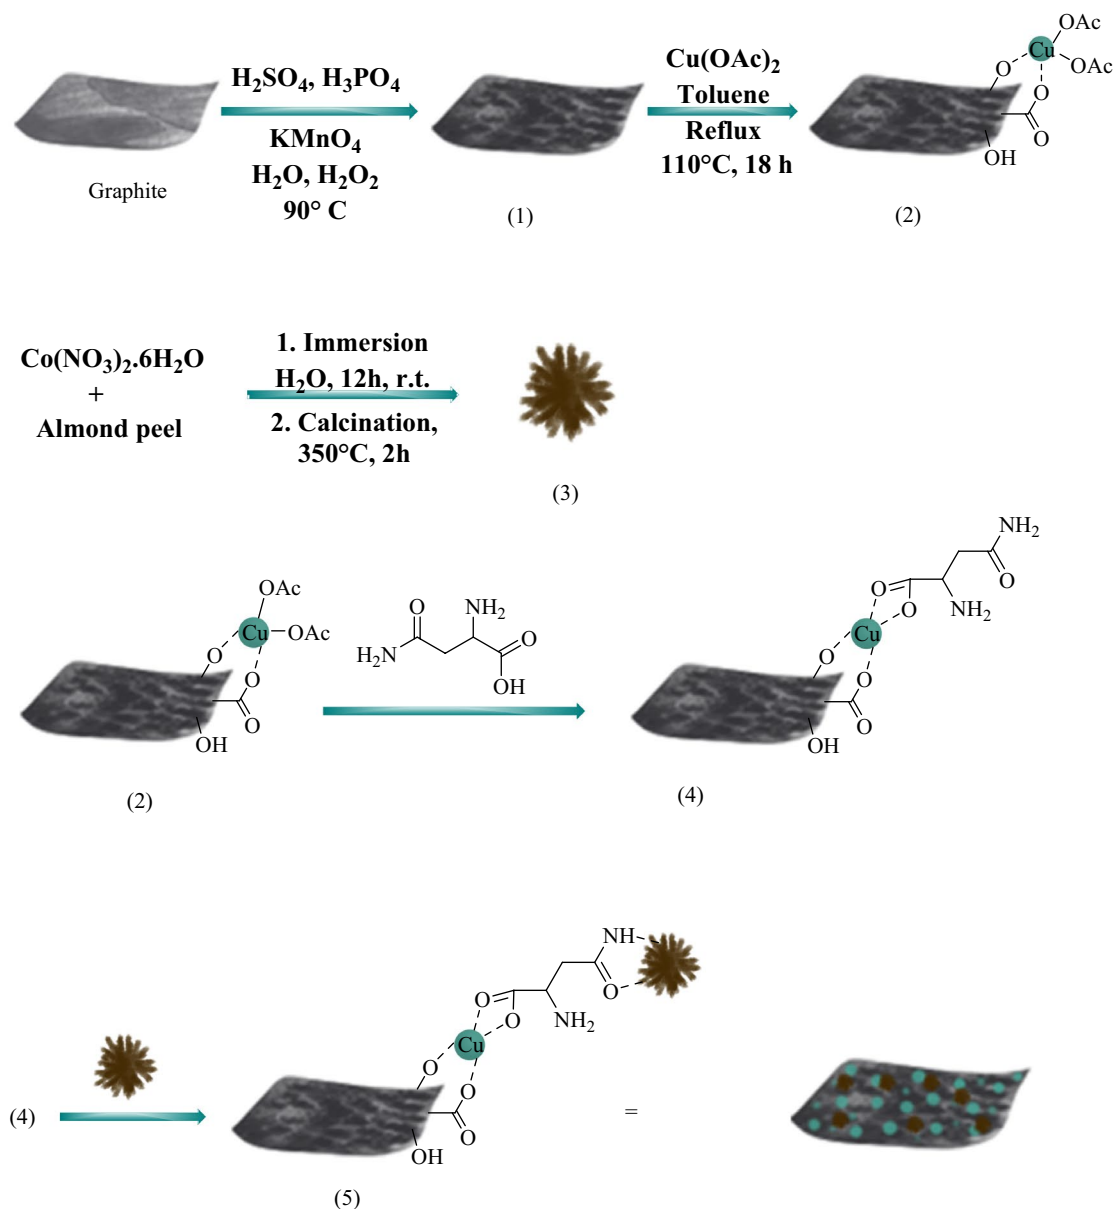 H2SO4, H3PO4
KMnO4
H2O, H2O2
90° C
Graphite
(1)
Cu(OAc)2
Toluene
Reflux
110°C, 18 h
OAc
Cu
OAc
O
O
O
OH
(2)
Co(NO3)2.6H2O
+
Almond peel
1. Immersion
H2O, 12h, r.t.
2. Calcination,
350°C, 2h
(3)
OAc
Cu
OAc
O
O
O
OH
(2)
O
NH2
H2N
O
OH
NH2
O
O
O
NH2
Cu
O
O
O
OH
(4)
(4)
NH
O
O
O
NH2
Cu
O
O
O
OH
(5)
=